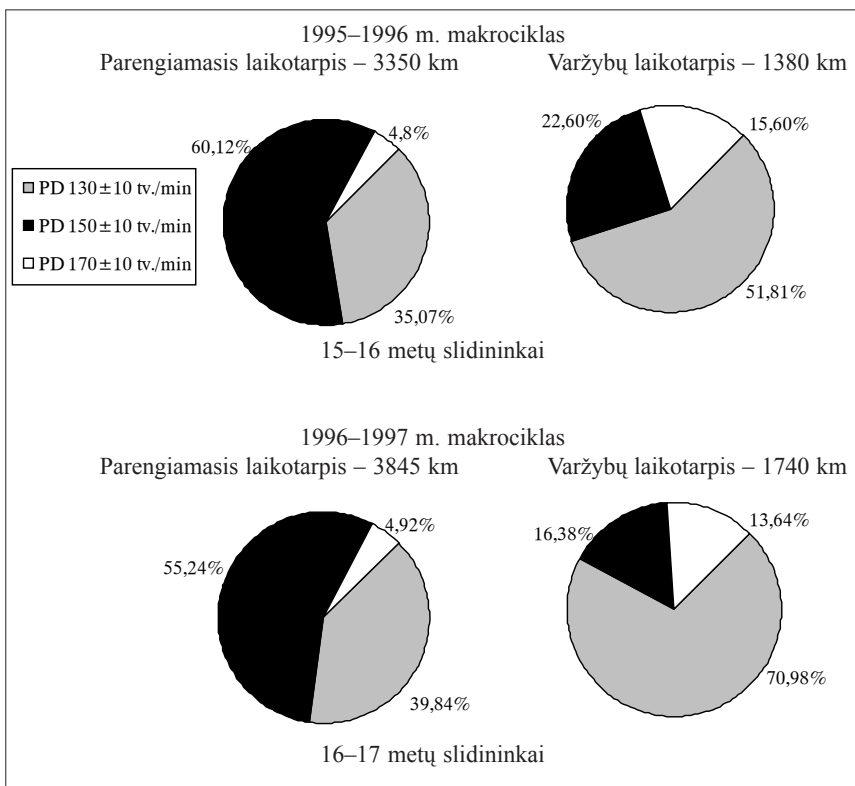 1995–1996 m. makrociklas
Parengiamasis laikotarpis – 3350 km
Varžybų laikotarpis – 1380 km
60,12%
4,8%
35,07%
22,60%
15,60%
51,81%
PD 130±10 tv./min
PD 150±10 tv./min
PD 170±10 tv./min
15–16 metų slidininkai
1996–1997 m. makrociklas
Parengiamasis laikotarpis – 3845 km
Varžybų laikotarpis – 1740 km
55,24%
4,92%
39,84%
16,38%
13,64%
70,98%
16–17 metų slidininkai